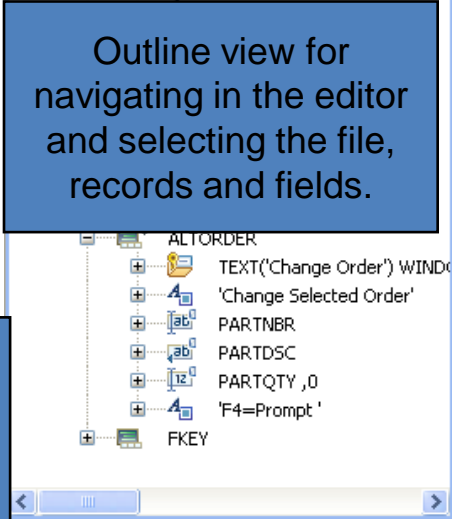 Outline view for
navigating in the editor
and selecting the file,
records and fields.
ALTORDER
TEXT('Change Order') WINDO
'Change Selected Order'
PARTNBR
PARTDSC
PARTQTY ,0
'F4=Prompt '
FKEY